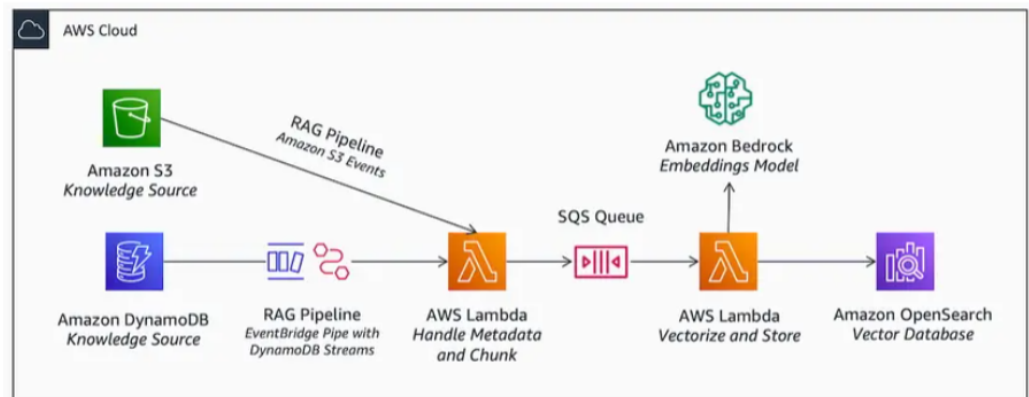 AWS Cloud
RAG Pipeline
Amazon S3 Events
Amazon S3
Knowledge Source
Amazon Bedrock
Embeddings Model
SQS Queue
Amazon DynamoDB
Knowledge Source
RAG Pipeline
EventBridge Pipe with
DynamoDB Streams
AWS Lambda
Handle Metadata
and Chunk
AWS Lambda
Vectorize and Store
Amazon OpenSearch
Vector Database